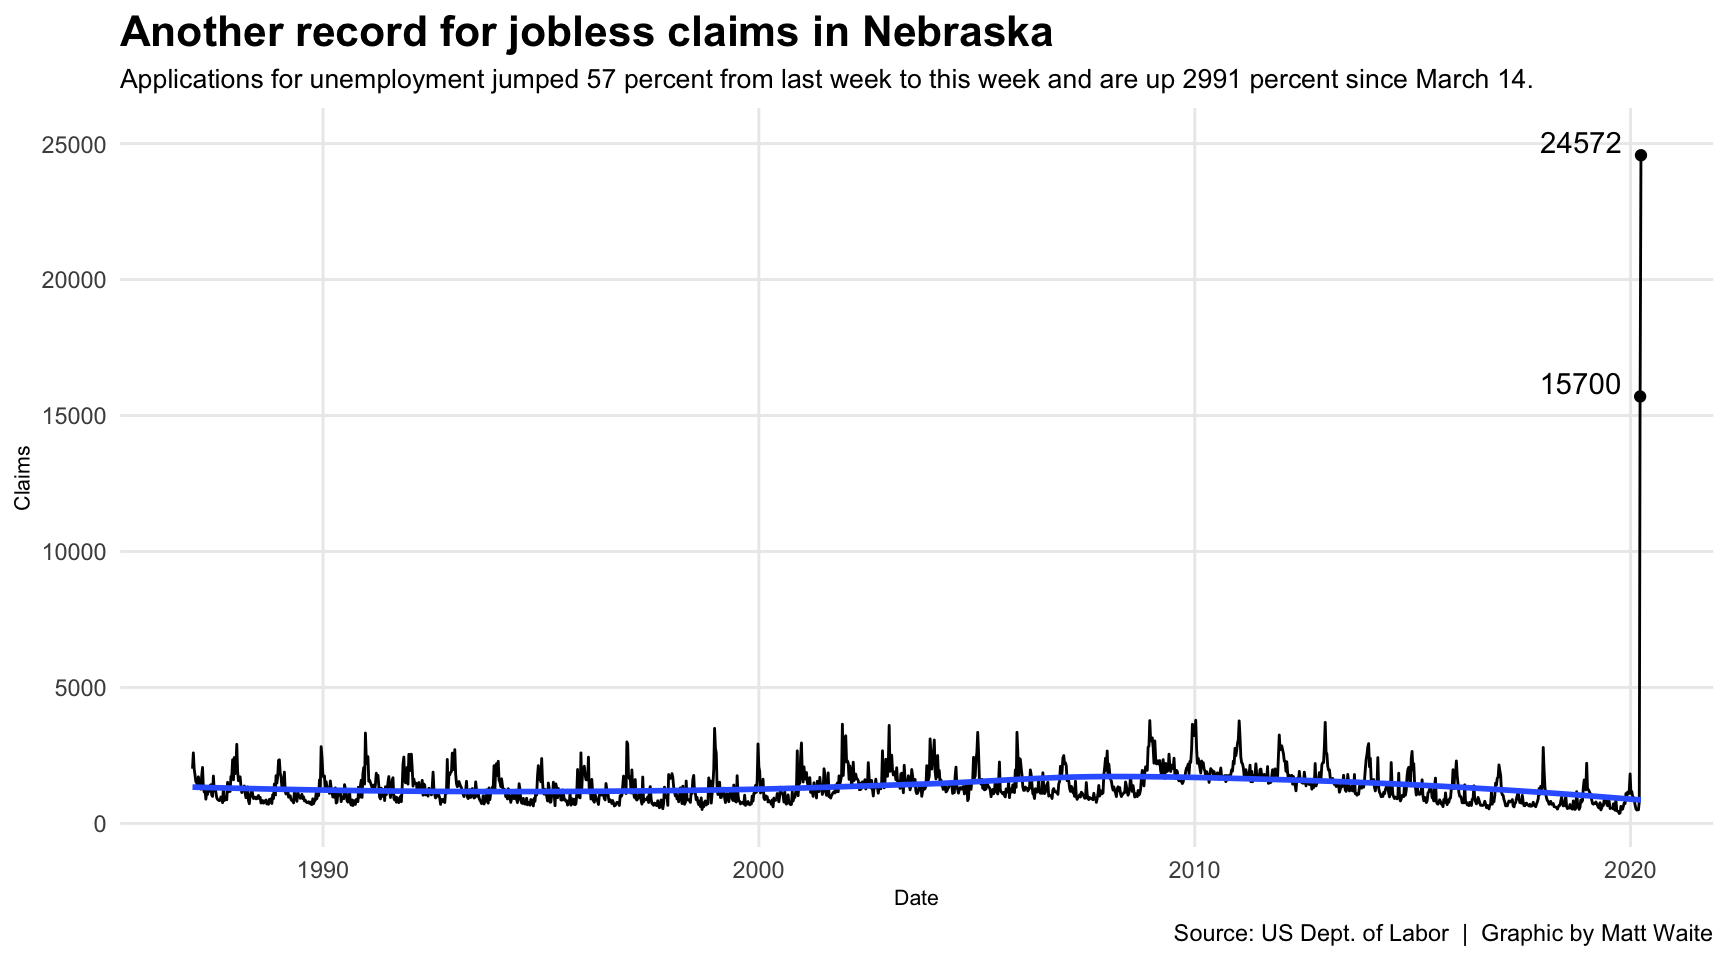 Another record for jobless claims in Nebraska
Applications for unemployment jumped 57 percent from last week to this week and are up 2991 percent since March 14.
25000
24572
20000
15700
15000
Claims
10000
5000
0
1990 2000 2010 2020
Date
Source: US Dept. of Labor | Graphic by Matt Waite